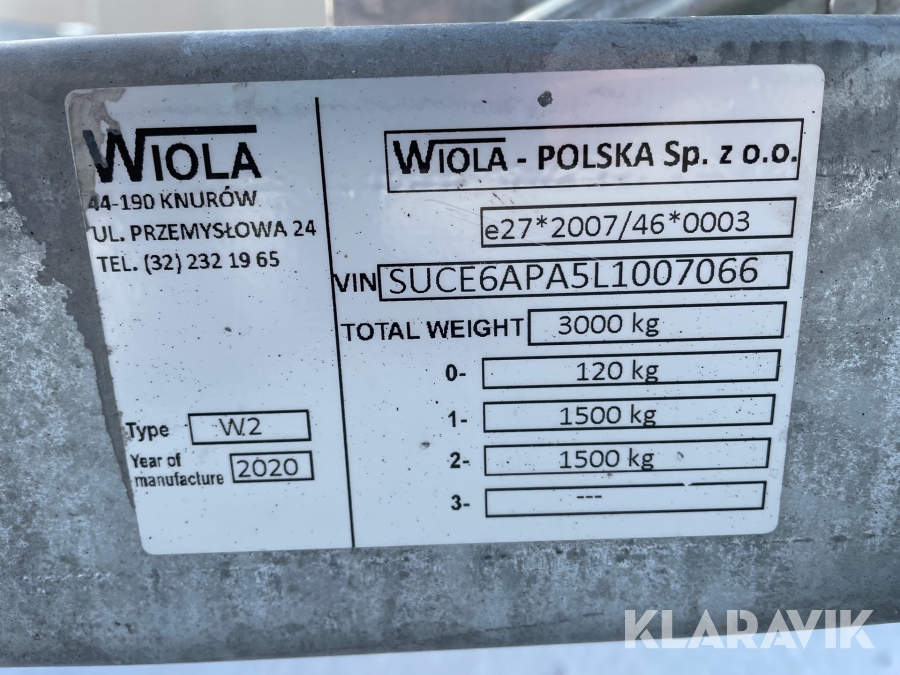 WIOLA
44-190 KNURÓW
UL. PRZEMYSŁOWA 24
TEL. (32) 232 19 65
Type W.2
Year of manufacture 2020
WIOLA - POLSKA Sp. z o.o.
e27*2007/46*0003
VIN SUCE6APA5L1007066
TOTAL WEIGHT 3000 kg
0- 120 kg
1- 1500 kg
2- 1500 kg
3- ---
KLARAVIK